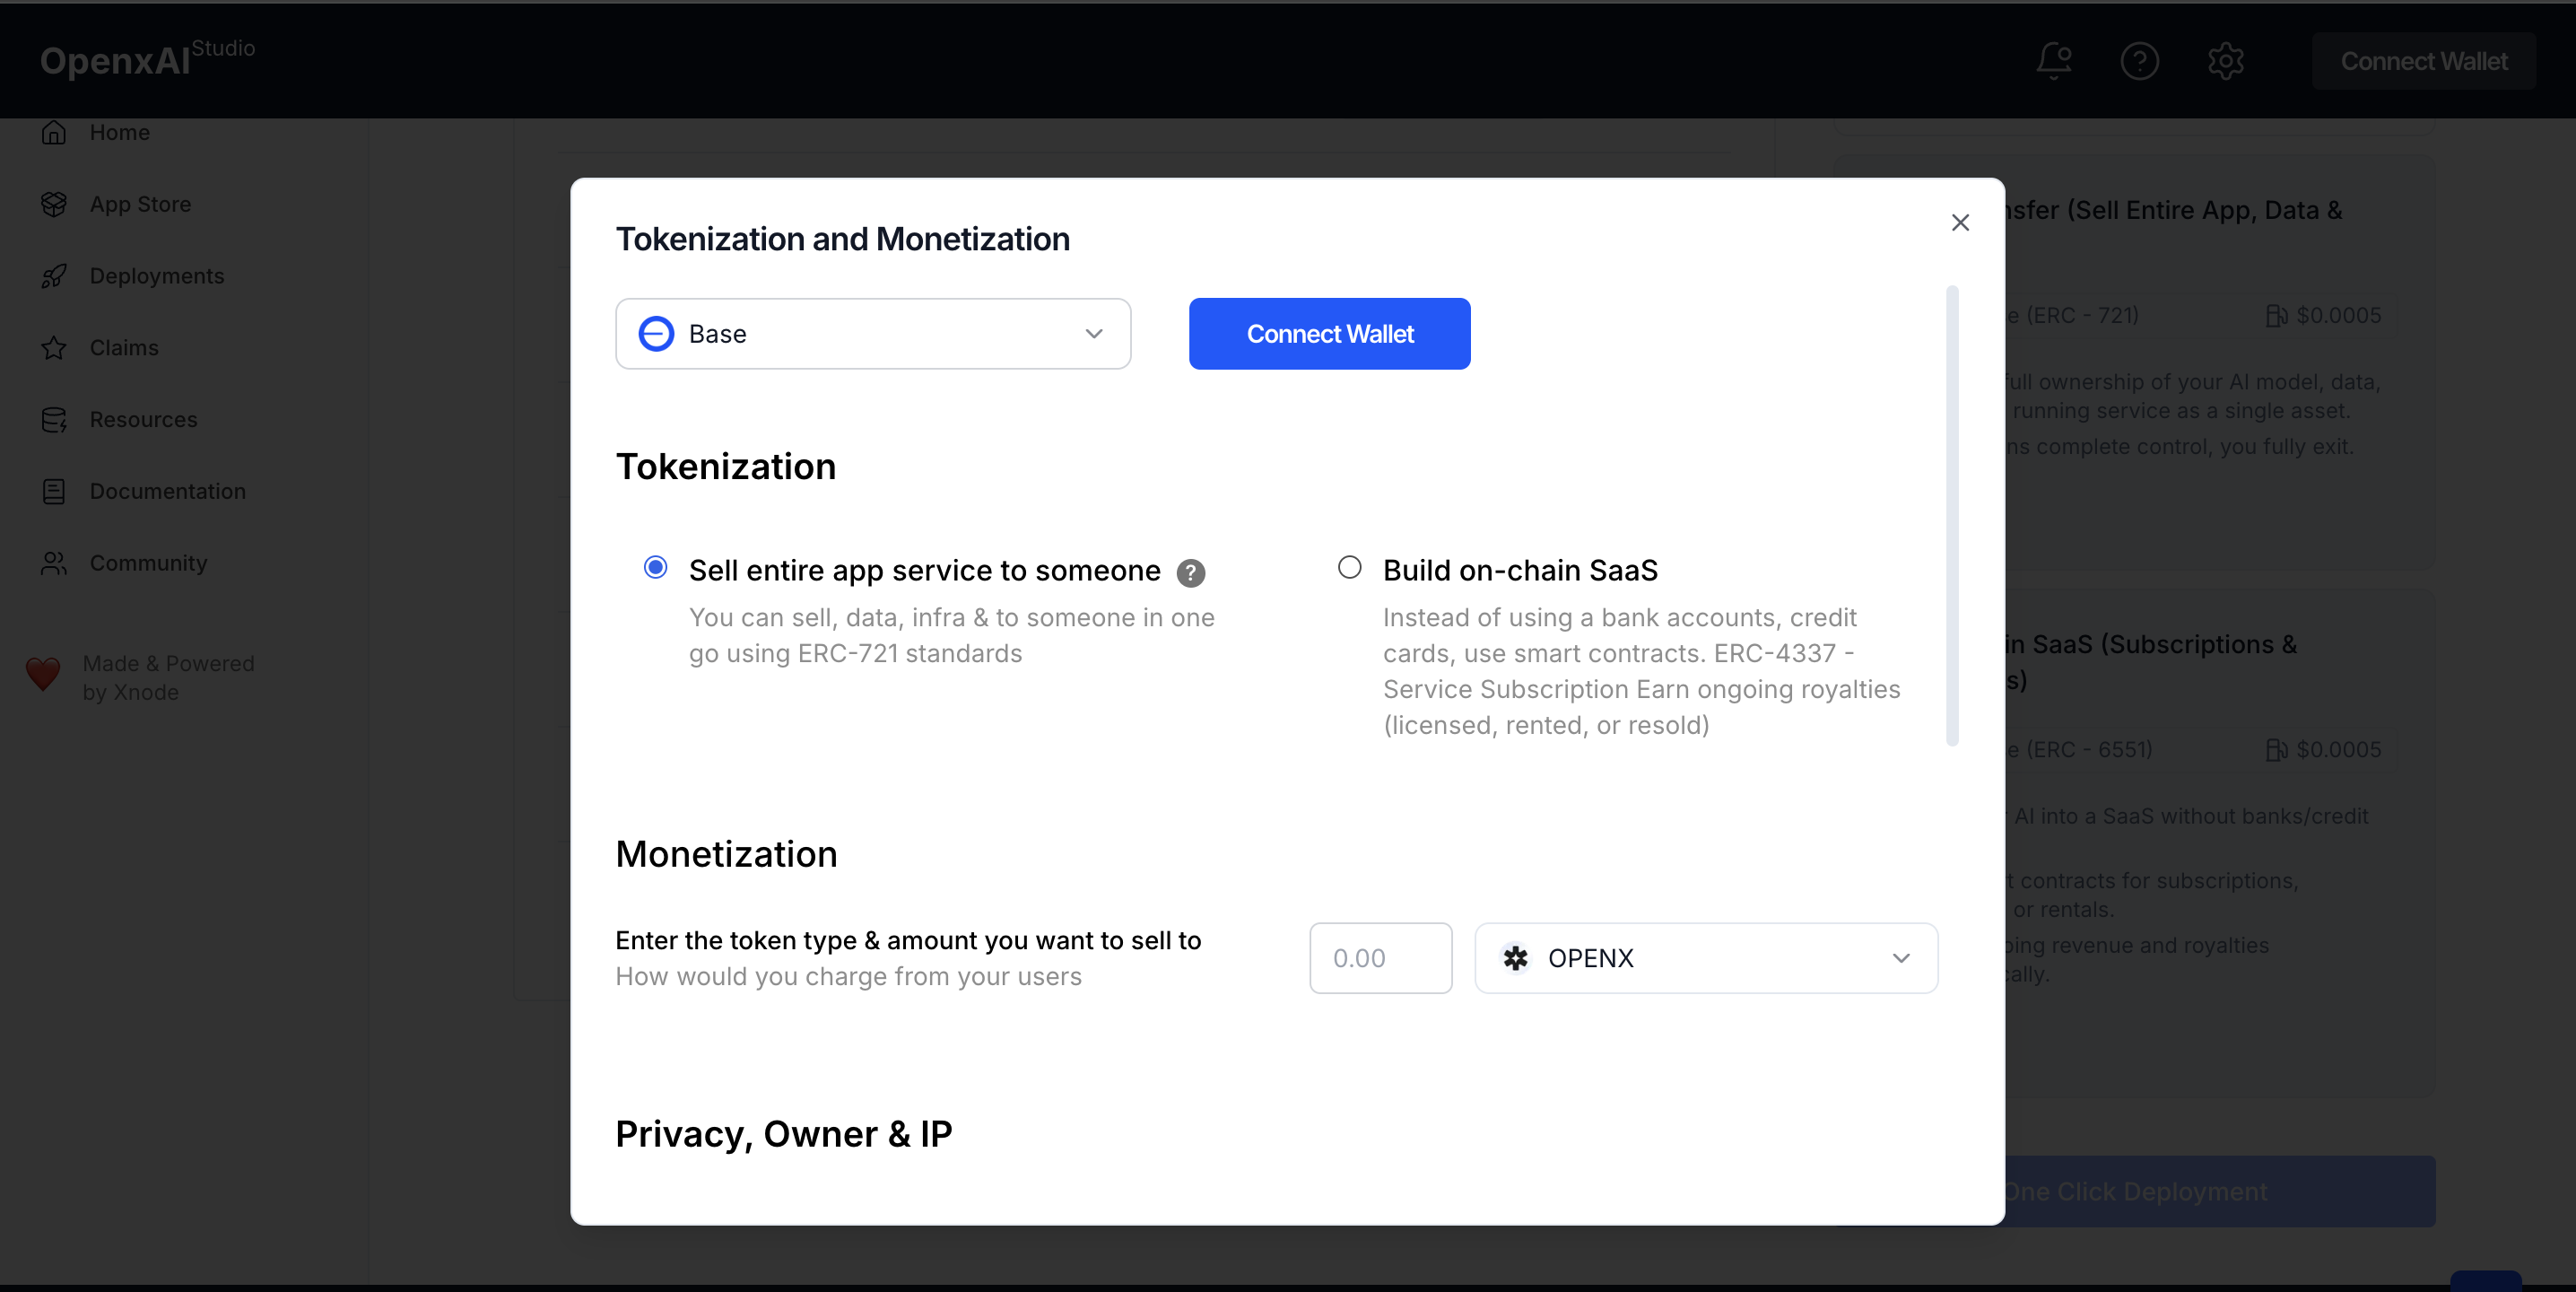 OpenxAI Studio
Connect Wallet
Home
App Store
Deployments
Claims
Resources
Documentation
Community
Made & Powered
by Xnode
Tokenization and Monetization
Base
Connect Wallet
Tokenization
Sell entire app service to someone ?
You can sell, data, infra & to someone in one
go using ERC-721 standards
Build on-chain SaaS
Instead of using a bank accounts, credit
cards, use smart contracts. ERC-4337 -
Service Subscription Earn ongoing royalties
(licensed, rented, or resold)
Monetization
Enter the token type & amount you want to sell to
How would you charge from your users
0.00
OPENX
Privacy, Owner & IP
(Sell Entire App, Data &
(ERC - 721)
$0.0005
full ownership of your AI model, data,
running service as a single asset.
complete control, you fully exit.
SaaS (Subscriptions &
(ERC - 6551)
$0.0005
AI into a SaaS without banks/credit
contracts for subscriptions,
or rentals.
revenue and royalties
One Click Deployment